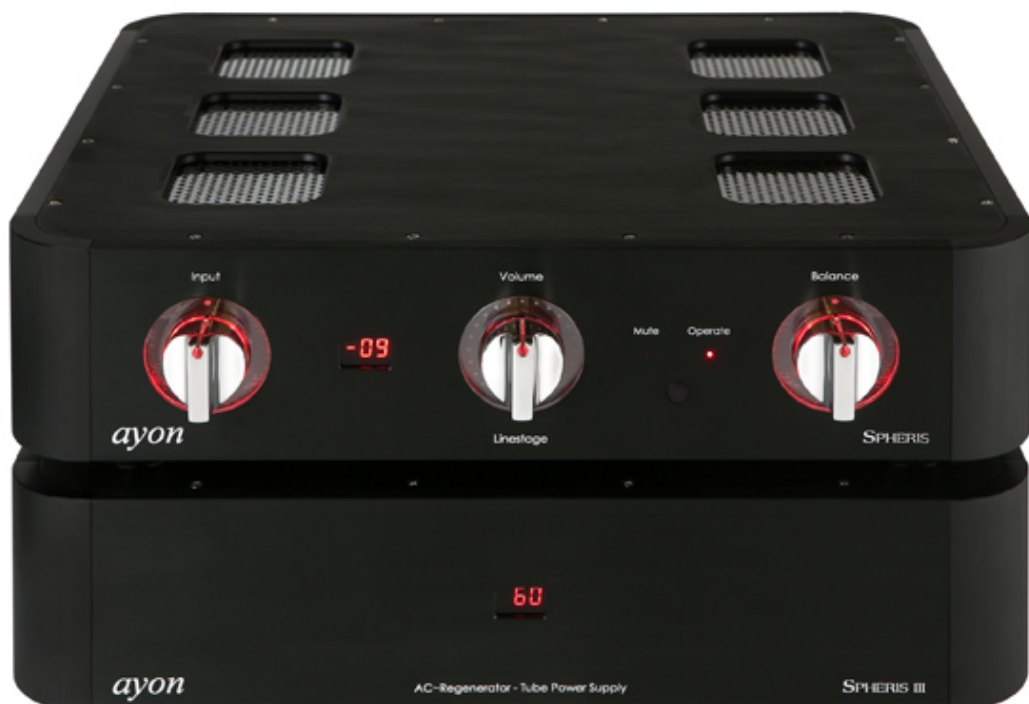 Input
Volume
Balance
-09
Mute
Operate
ayon
Linestage
SPHERIS
60
ayon
AC-Regenerator - Tube Power Supply
SPHERIS III